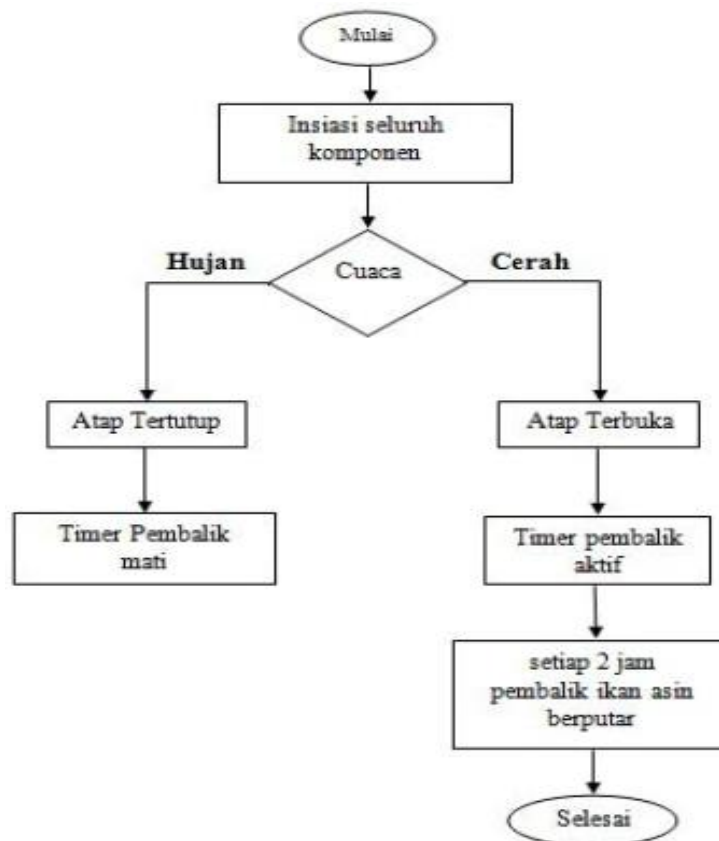 Mulai
Insiasi seluruh
komponen
Hujan
Cuaca
Cerah
Atap Tertutup
Atap Terbuka
Timer Pembalik
mati
Timer pembalik
aktif
setiap 2 jam
pembalik ikan asin
berputar
Selesai